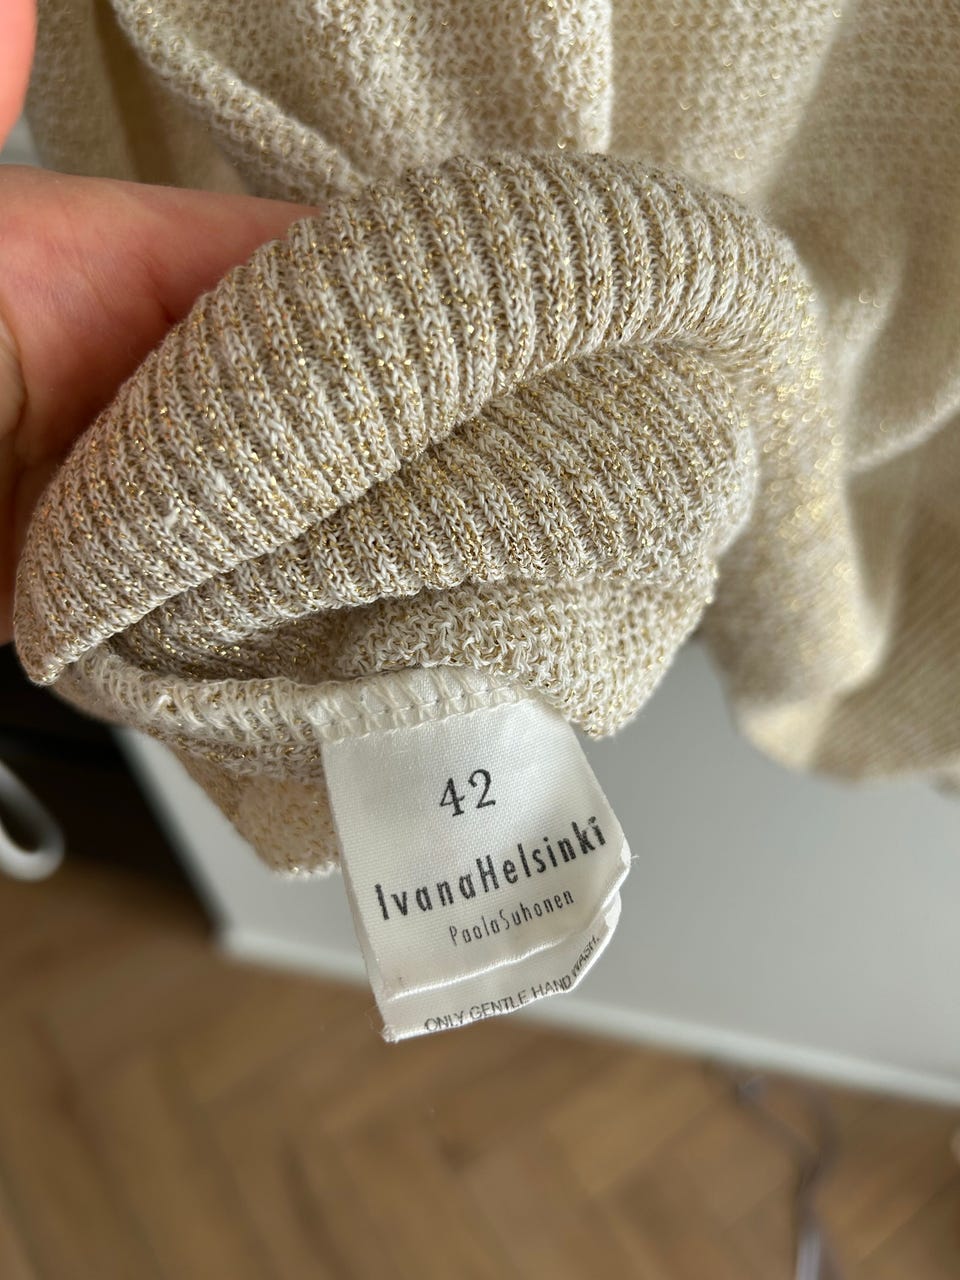 42
IvanaHelsinki
PaolaSuhonen
ONLY GENTLE HAND WASH.